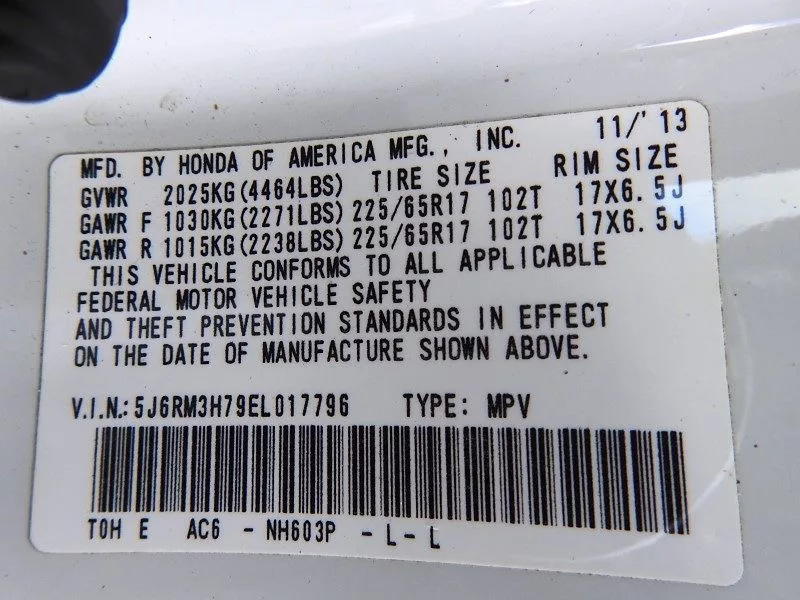 11/'13
MFD. BY HONDA OF AMERICA MFG., INC.
GVWR 2025KG(4464LBS) TIRE SIZE RIM SIZE
GAWR F 1030KG(2271LBS) 225/65R17 102T 17X6.5J
GAWR R 1015KG(2238LBS) 225/65R17 102T 17X6.5J
THIS VEHICLE CONFORMS TO ALL APPLICABLE
FEDERAL MOTOR VEHICLE SAFETY
AND THEFT PREVENTION STANDARDS IN EFFECT
ON THE DATE OF MANUFACTURE SHOWN ABOVE.
V.I.N.: 5J6RM3H79EL017796 TYPE: MPV
TOH E AC6 - NH603P - L - L